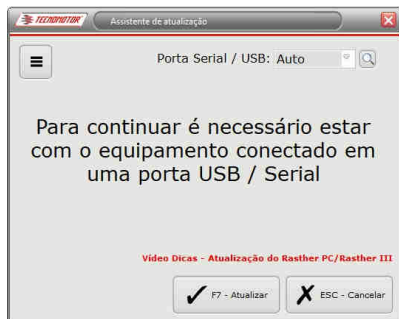 TECNOMOTOR Assistente de atualização
Porta Serial / USB: Auto
Para continuar é necessário estar
com o equipamento conectado em
uma porta USB / Serial
Vídeo Dicas - Atualização do Rasther PC/Rasther III
F7 - Atualizar ESC - Cancelar